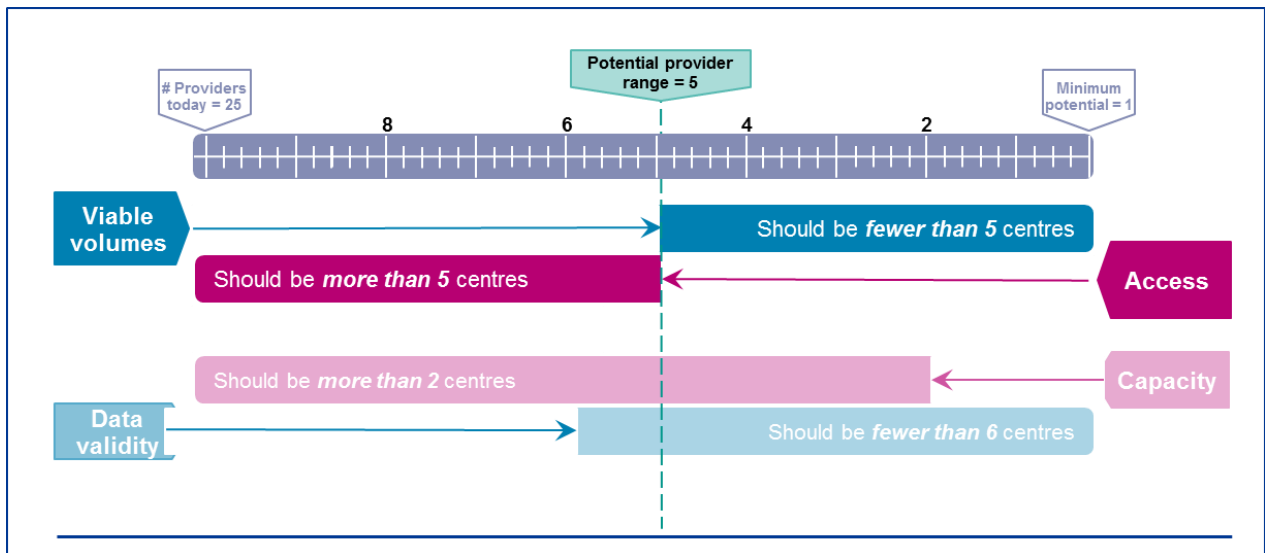 # Providers
today = 25
Potential provider
range = 5
Minimum
potential = 1
8
6
4
2
Viable
volumes
Should be fewer than 5 centres
Should be more than 5 centres
Access
Should be more than 2 centres
Capacity
Data
validity
Should be fewer than 6 centres